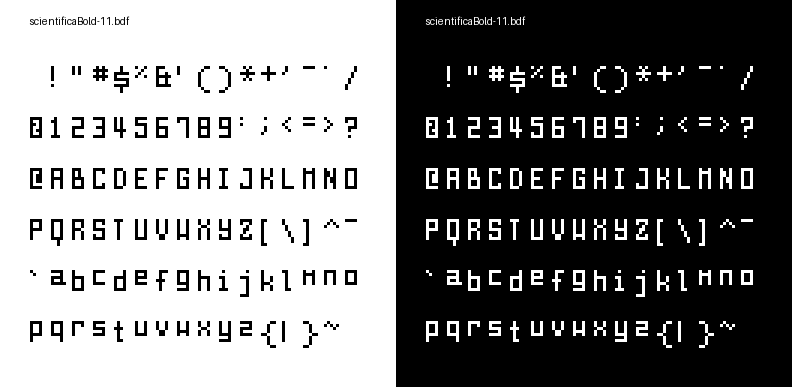 scientificaBold-11.bdf
!"#$%&'()*+,-./
0123456789:;<=>?
@ABCDEFGHIJKLMNO
PQRSTUVWXYZ[\]^_
`abcdefghijklmno
pqrstuvwxyz{|}~
scientificaBold-11.bdf
!"#$%&'()*+,-./
0123456789:;<=>?
@ABCDEFGHIJKLMNO
PQRSTUVWXYZ[\]^_
`abcdefghijklmno
pqrstuvwxyz{|}~